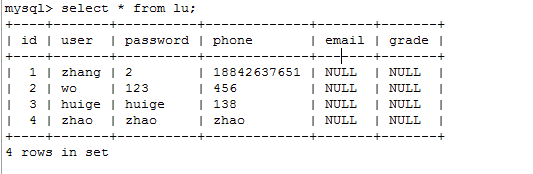 mysql> select * from lu;
+----+-------+----------+-------------+-------+-------+
| id | user  | password | phone       | email | grade |
+----+-------+----------+-------------+-------+-------+
|  1 | zhang | 2        | 18842637651 | NULL  | NULL  |
|  2 | wo    | 123      | 456         | NULL  | NULL  |
|  3 | huige | huige    | 138         | NULL  | NULL  |
|  4 | zhao  | zhao     | zhao        | NULL  | NULL  |
+----+-------+----------+-------------+-------+-------+
4 rows in set